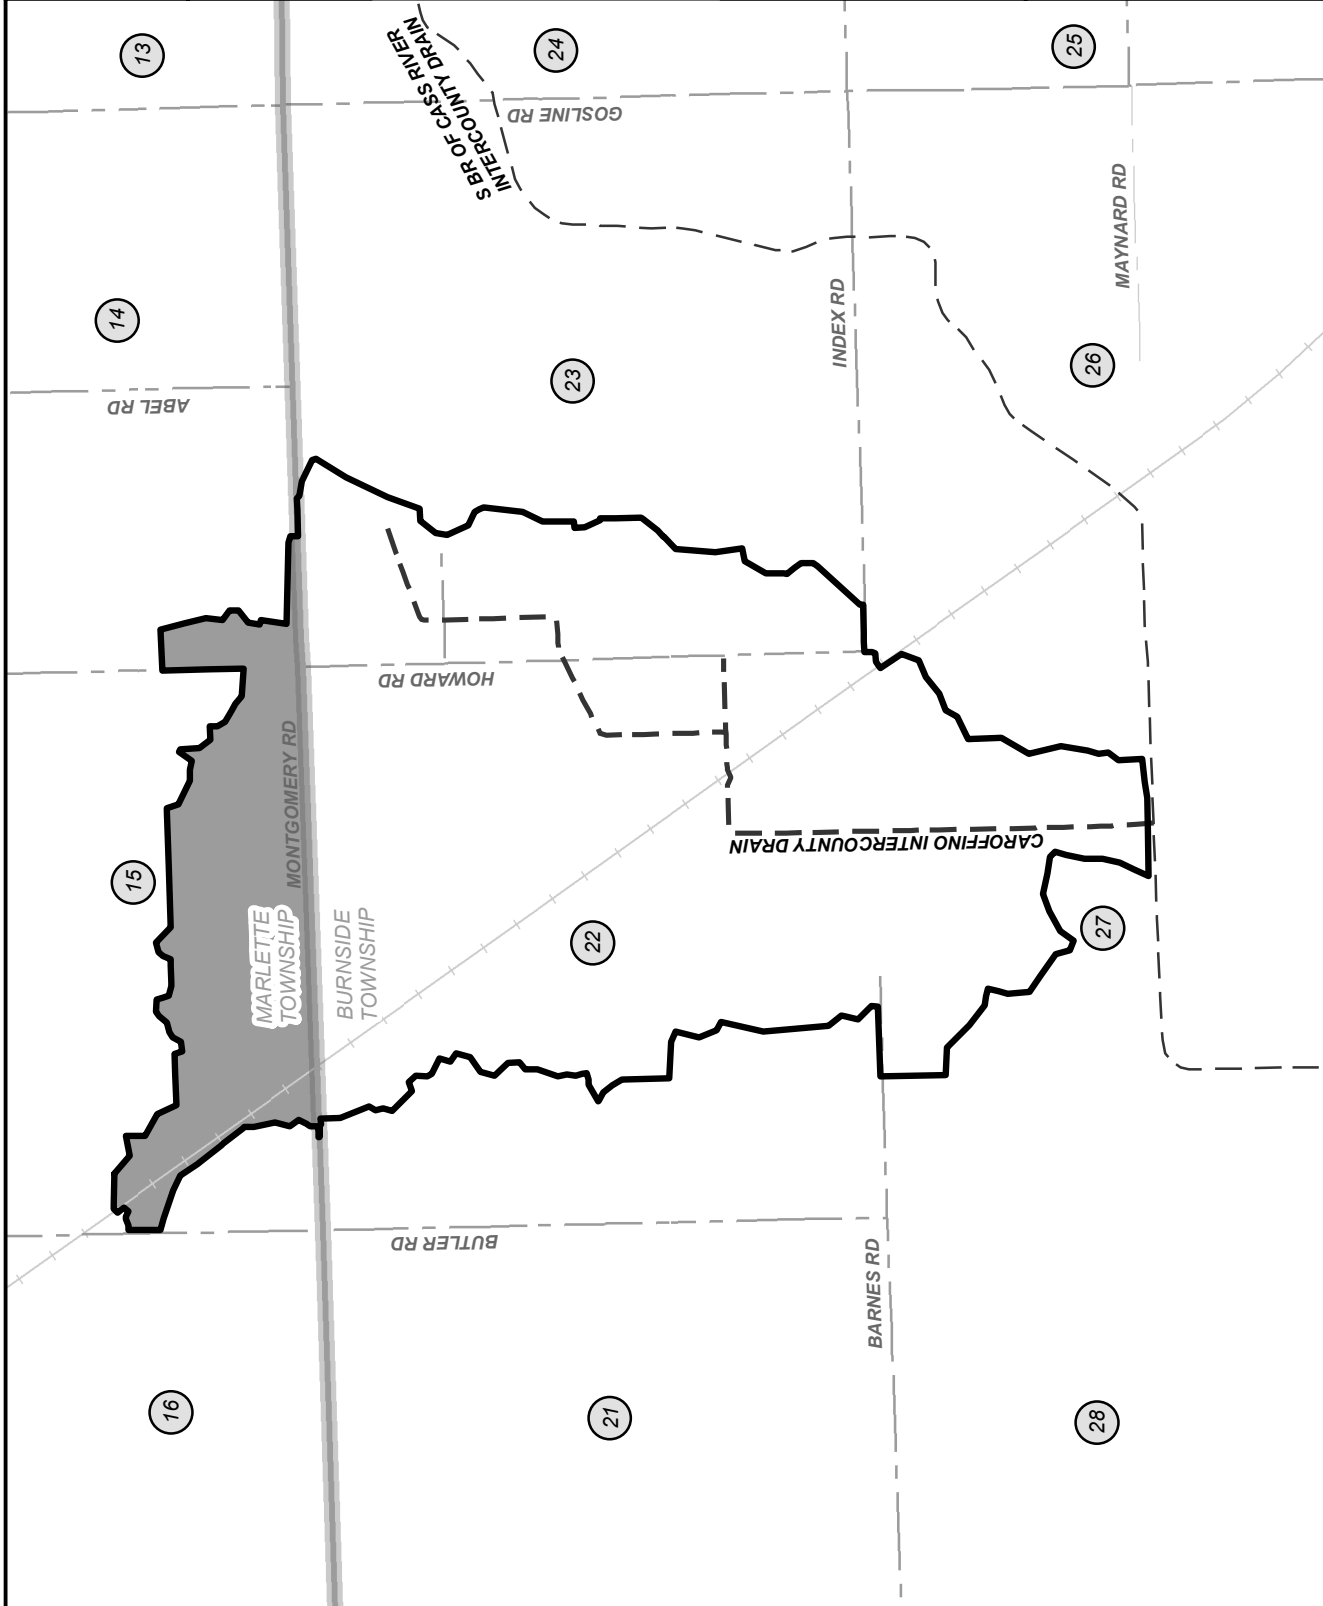 13
14
15
16
S BR OF CASS RIVER
INTERCOUNTY DRAIN
24
25
GOSLINE RD
MAYNARD RD
INDEX RD
23
26
ABEL RD
HOWARD RD
MONTGOMERY RD
MARLETTE
TOWNSHIP
BURNSIDE
TOWNSHIP
CAROFFINO INTERCOUNTY DRAIN
22
27
BUTLER RD
BARNES RD
21
28